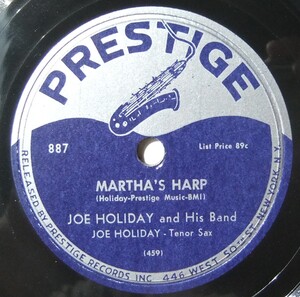 PRESTIGE
887
List Price 89c
MARTHA'S HARP
(Holiday-Prestige Music-BMI)
JOE HOLIDAY and His Band
JOE HOLIDAY - Tenor Sax
(459)
RELEASED BY PRESTIGE RECORDS INC. 446 WEST 50TH ST. NEW YORK N.Y.